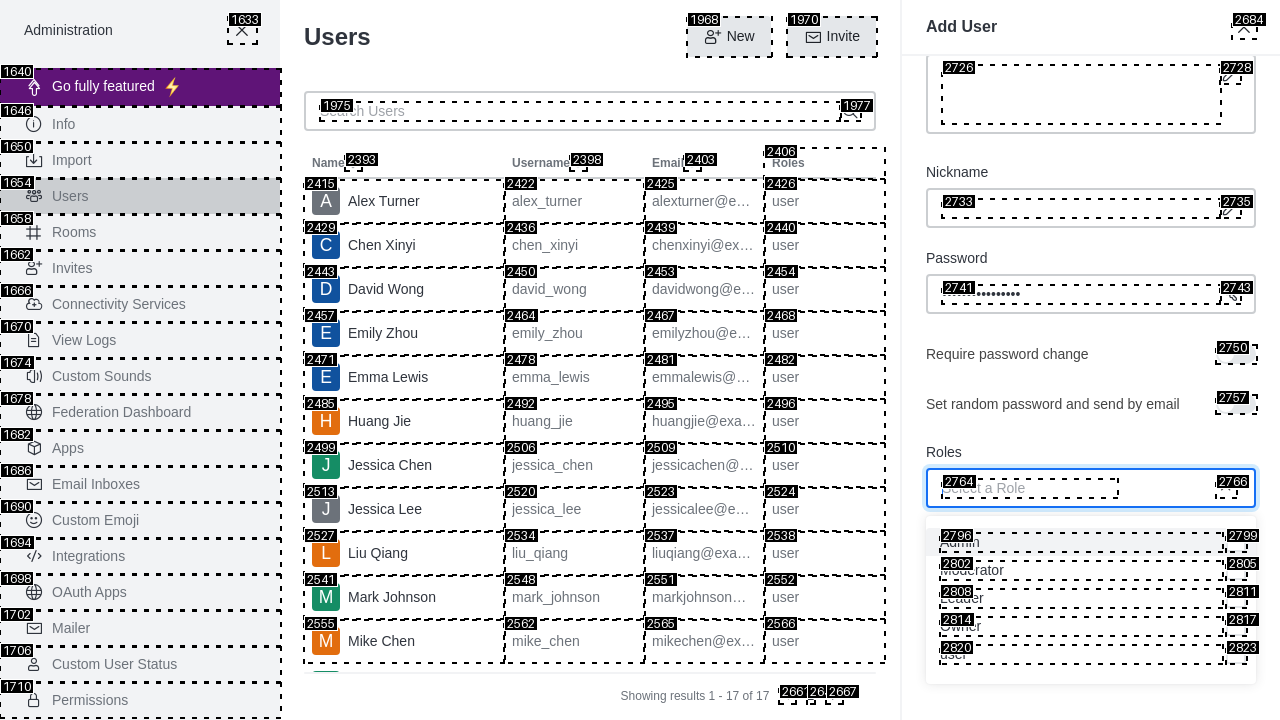 Administration
1633
1640
Go fully featured ⚡
1646
Info
1650
Import
1654
Users
1658
Rooms
1662
Invites
1666
Connectivity Services
1670
View Logs
1674
Custom Sounds
1678
Federation Dashboard
1682
Apps
1686
Email Inboxes
1690
Custom Emoji
1694
Integrations
1698
OAuth Apps
1702
Mailer
1706
Custom User Status
1710
Permissions
Users
1968
New
1970
Invite
1975
Search Users
1977
Name 2393 Username 2398 Email 2403 2406 Roles
2415 2422 2425 2426
A Alex Turner alex_turner alexturner@e… user
2429 2436 2439 2440
C Chen Xinyi chen_xinyi chenxinyi@ex… user
2443 2450 2453 2454
D David Wong david_wong davidwong@e… user
2457 2464 2467 2468
E Emily Zhou emily_zhou emilyzhou@e… user
2471 2478 2481 2482
E Emma Lewis emma_lewis emmalewis@… user
2485 2492 2495 2496
H Huang Jie huang_jie huangjie@exa… user
2499 2506 2509 2510
J Jessica Chen jessica_chen jessicachen@… user
2513 2520 2523 2524
J Jessica Lee jessica_lee jessicalee@e… user
2527 2534 2537 2538
L Liu Qiang liu_qiang liuqiang@exa… user
2541 2548 2551 2552
M Mark Johnson mark_johnson markjohnson… user
2555 2562 2565 2566
M Mike Chen mike_chen mikechen@ex… user
Showing results 1 - 17 of 17
2667
Add User
2684
2726 2728
Nickname
2733 2735
Password
2741 2743
Require password change
2750
Set random password and send by email
2757
Roles
2764
Select a Role
2766
2796 Admin 2799
2802 Moderator 2805
2808 Leader 2811
2814 Owner 2817
2820 user 2823